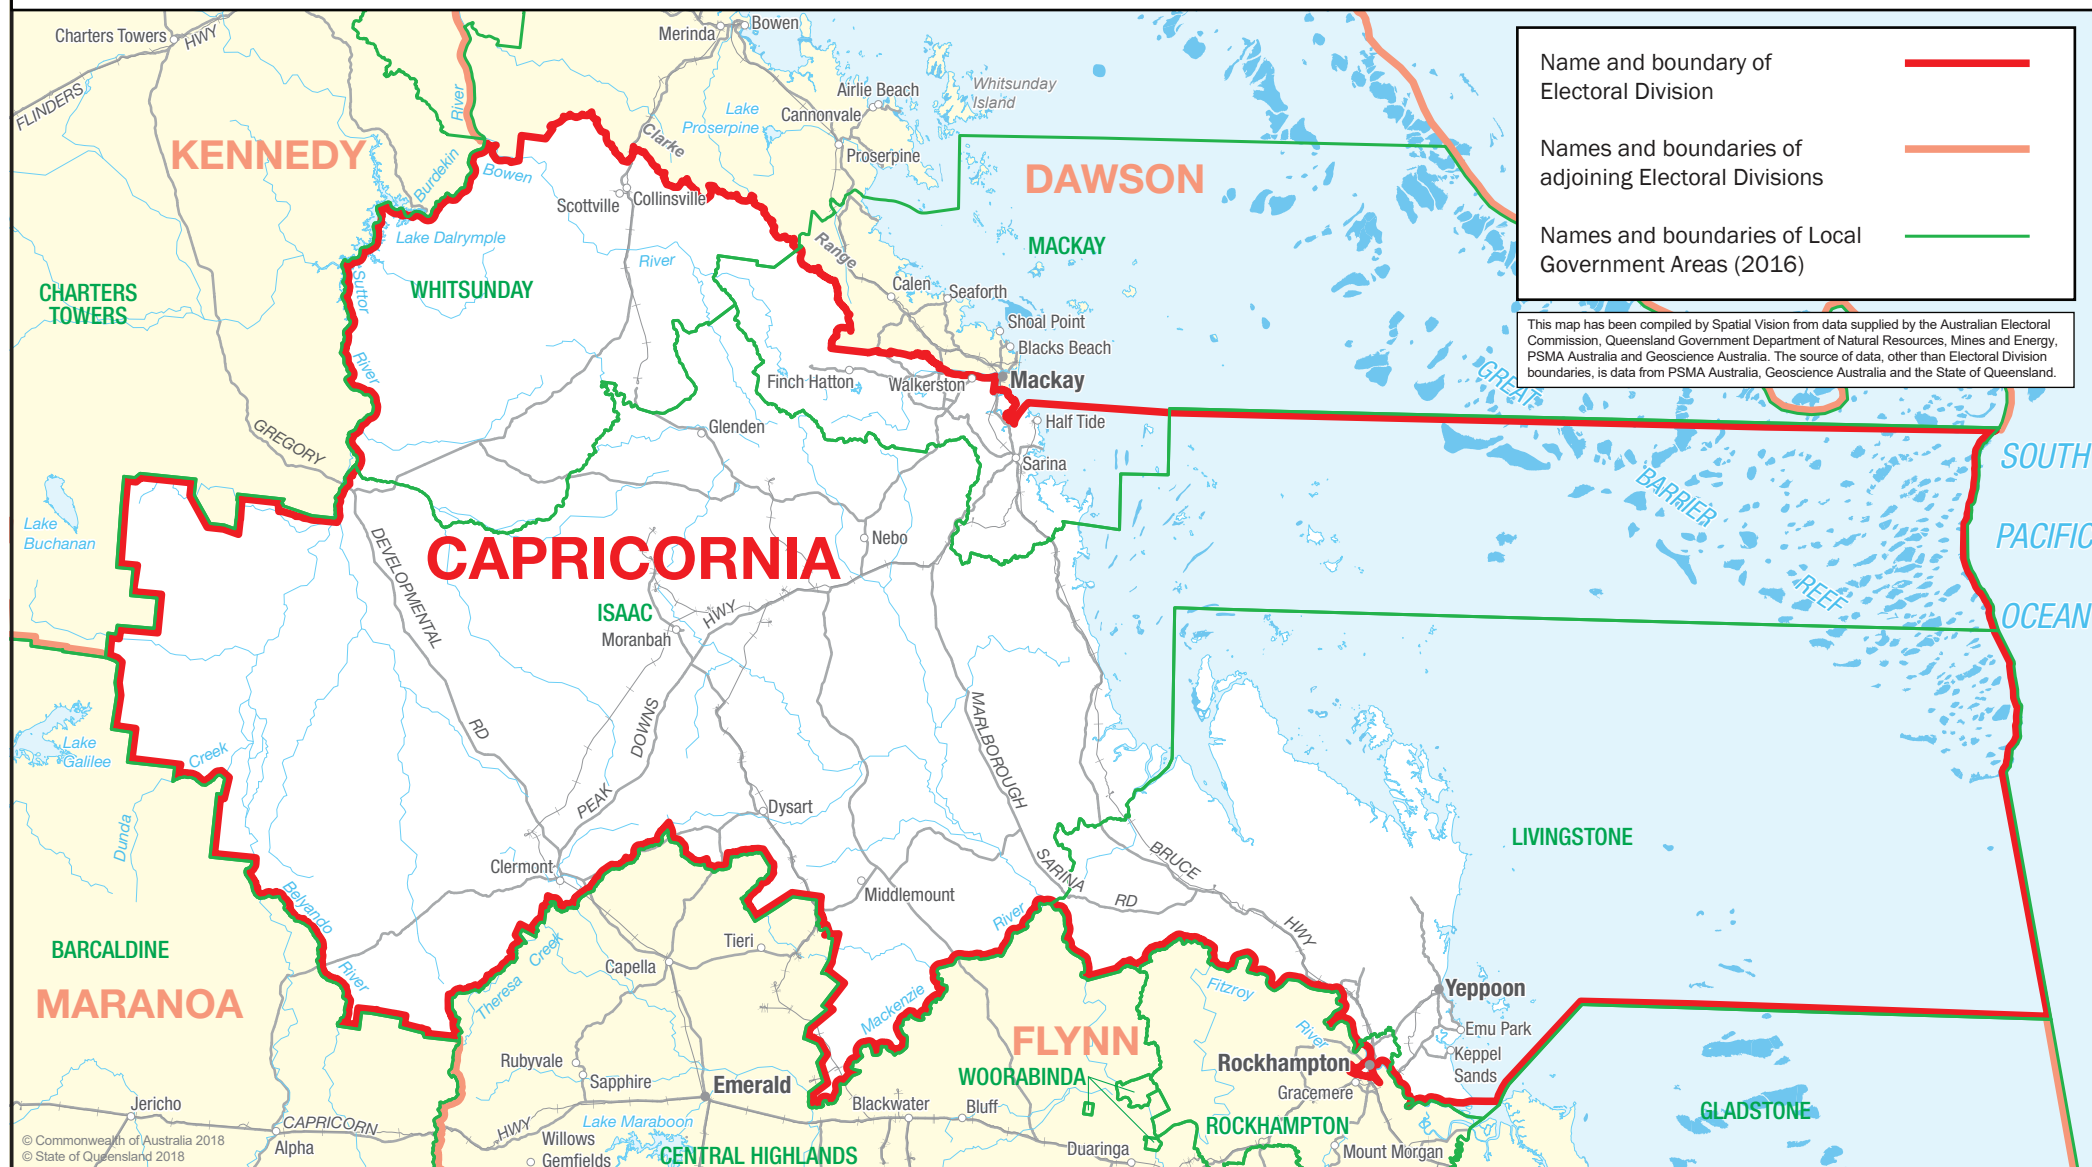 Charters Towers
HWY
FLINDERS
River
Merinda
Bowen
Airlie Beach
Cannonvale
Whitsunday
Island
Lake
Proserpine
Proserpine
Clarke
KENNEDY
Burdekin
Bowen
DAWSON
Name and boundary of
Electoral Division
Names and boundaries of
adjoining Electoral Divisions
Names and boundaries of Local
Government Areas (2016)
This map has been compiled by Spatial Vision from data supplied by the Australian Electoral
Commission, Queensland Government Department of Natural Resources, Mines and Energy,
PSMA Australia and Geoscience Australia. The source of data, other than Electoral Division
boundaries, is data from PSMA Australia, Geoscience Australia and the State of Queensland.
Scottville
Collinsville
Lake Dalrymple
Range
MACKAY
River
Suttor
River
CHARTERS
TOWERS
WHITSUNDAY
Calen
Seaforth
Shoal Point
Blacks Beach
Finch Hatton
Walkerston
Mackay
Half Tide
GREAT
BARRIER
REEF
SOUTH
PACIFIC
OCEAN
GREGORY
Glenden
Sarina
Lake
Buchanan
DEVELOPMENTAL
RD
CAPRICORNIA
Nebo
ISAAC
Moranbah
HWY
DOWNS
PEAK
MARLBOROUGH
SARINA
RD
BRUCE
HWY
Lake
Galilee
Creek
Dunda
Belyando
River
Clermont
Dysart
Middlemount
LIVINGSTONE
BARCALDINE
MARANOA
Theresa
Creek
Capella
Tieri
Mackenzie
River
Fitzroy
River
FLYNN
WOORABINDA
Yeppoon
Emu Park
Keppel
Sands
Rockhampton
Gracemere
ROCKHAMPTON
Mount Morgan
GLADSTONE
Rubyvale
Sapphire
Emerald
Blackwater
Bluff
Duaringa
Jericho
CAPRICORN
HWY
Alpha
Willows
Gemfields
Lake Maraboon
CENTRAL HIGHLANDS
© Commonwealth of Australia 2018
© State of Queensland 2018